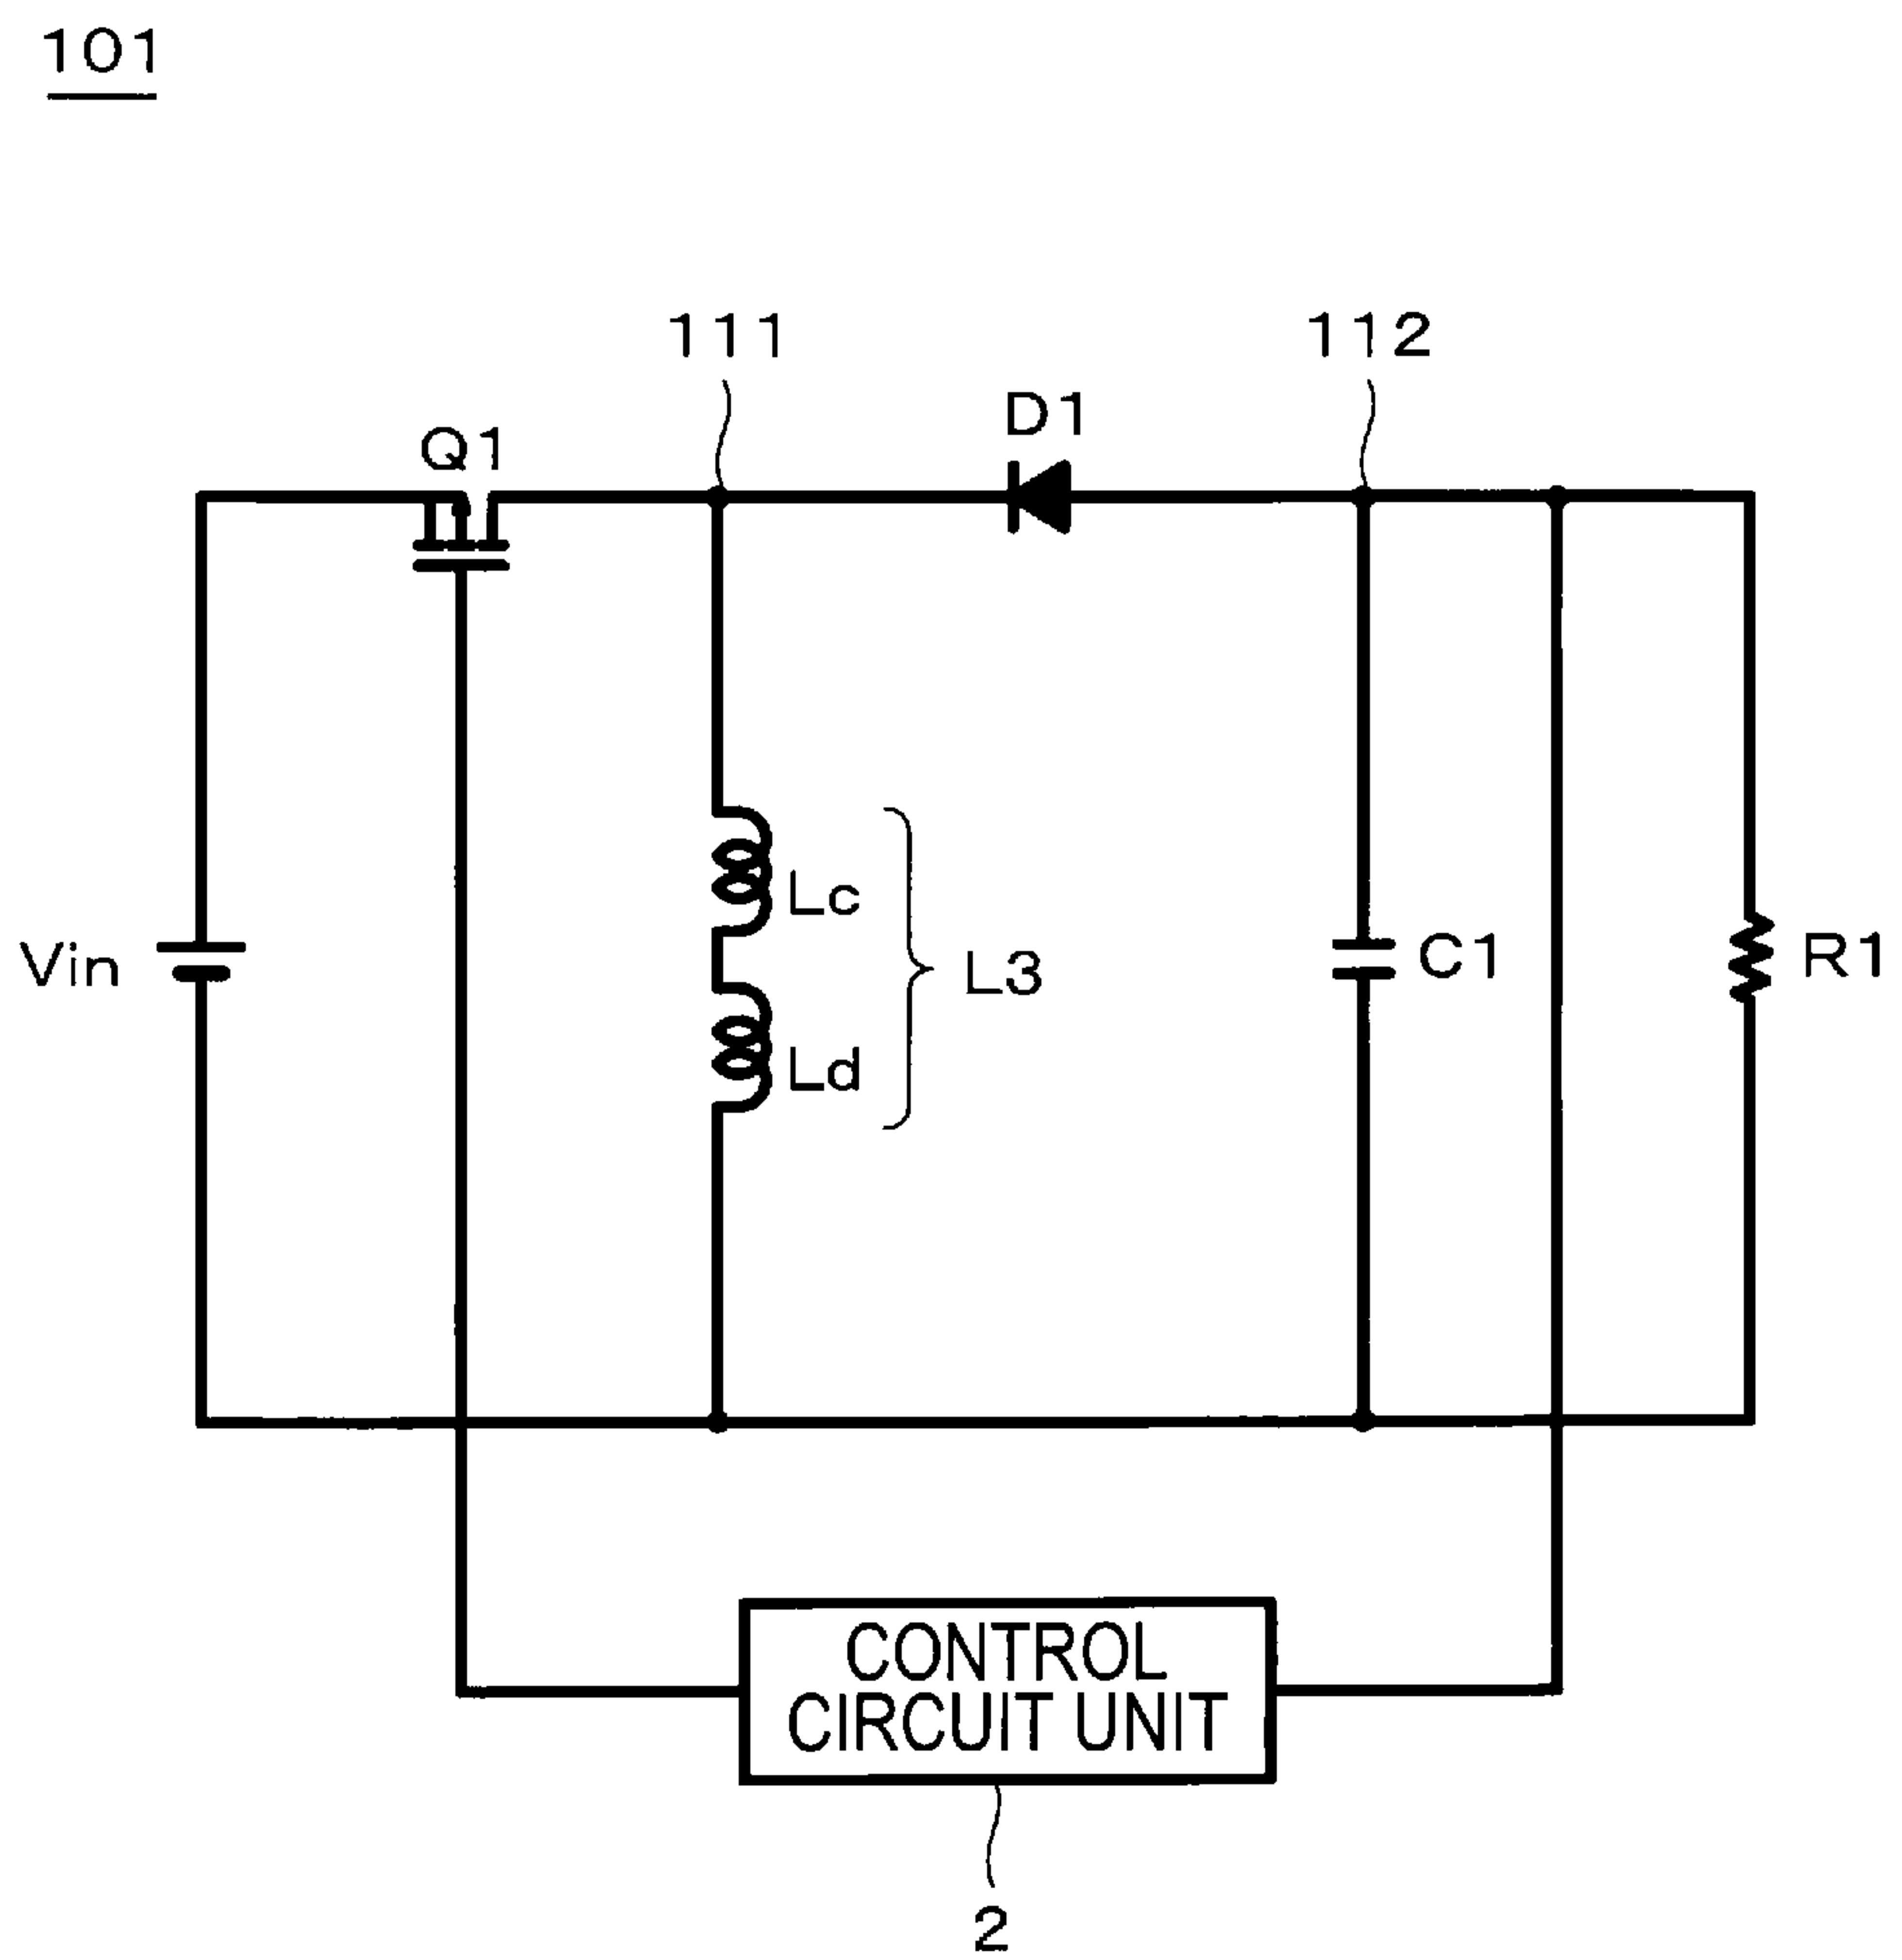 101
111
112
D1
Q1
Lc
Vin
L3
C1
R1
Ld
CONTROL
CIRCUIT UNIT
2